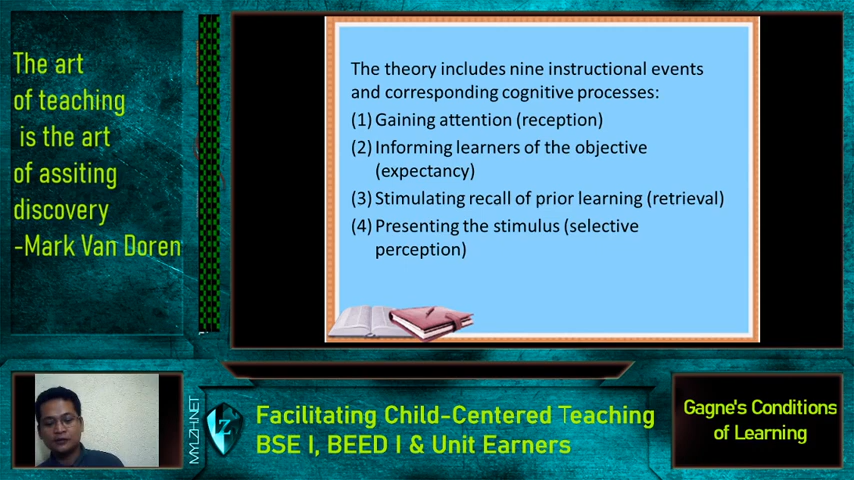 The art
of teaching
is the art
of assiting
discovery
-Mark Van Doren
The theory includes nine instructional events
and corresponding cognitive processes:
(1) Gaining attention (reception)
(2) Informing learners of the objective
(expectancy)
(3) Stimulating recall of prior learning (retrieval)
(4) Presenting the stimulus (selective
perception)
MYLZH.NET
Z
Facilitating Child-Centered Teaching
BSE I, BEED I & Unit Earners
Gagne's Conditions
of Learning